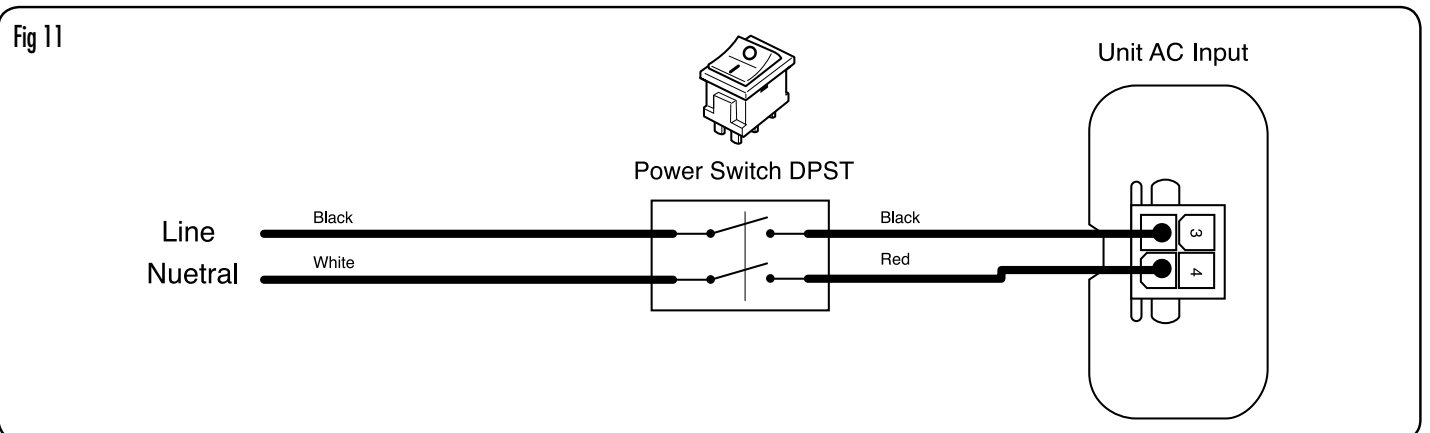 Fig 11
Unit AC Input
Power Switch DPST
Line
Black
Black
3
Nuetral
White
Red
4